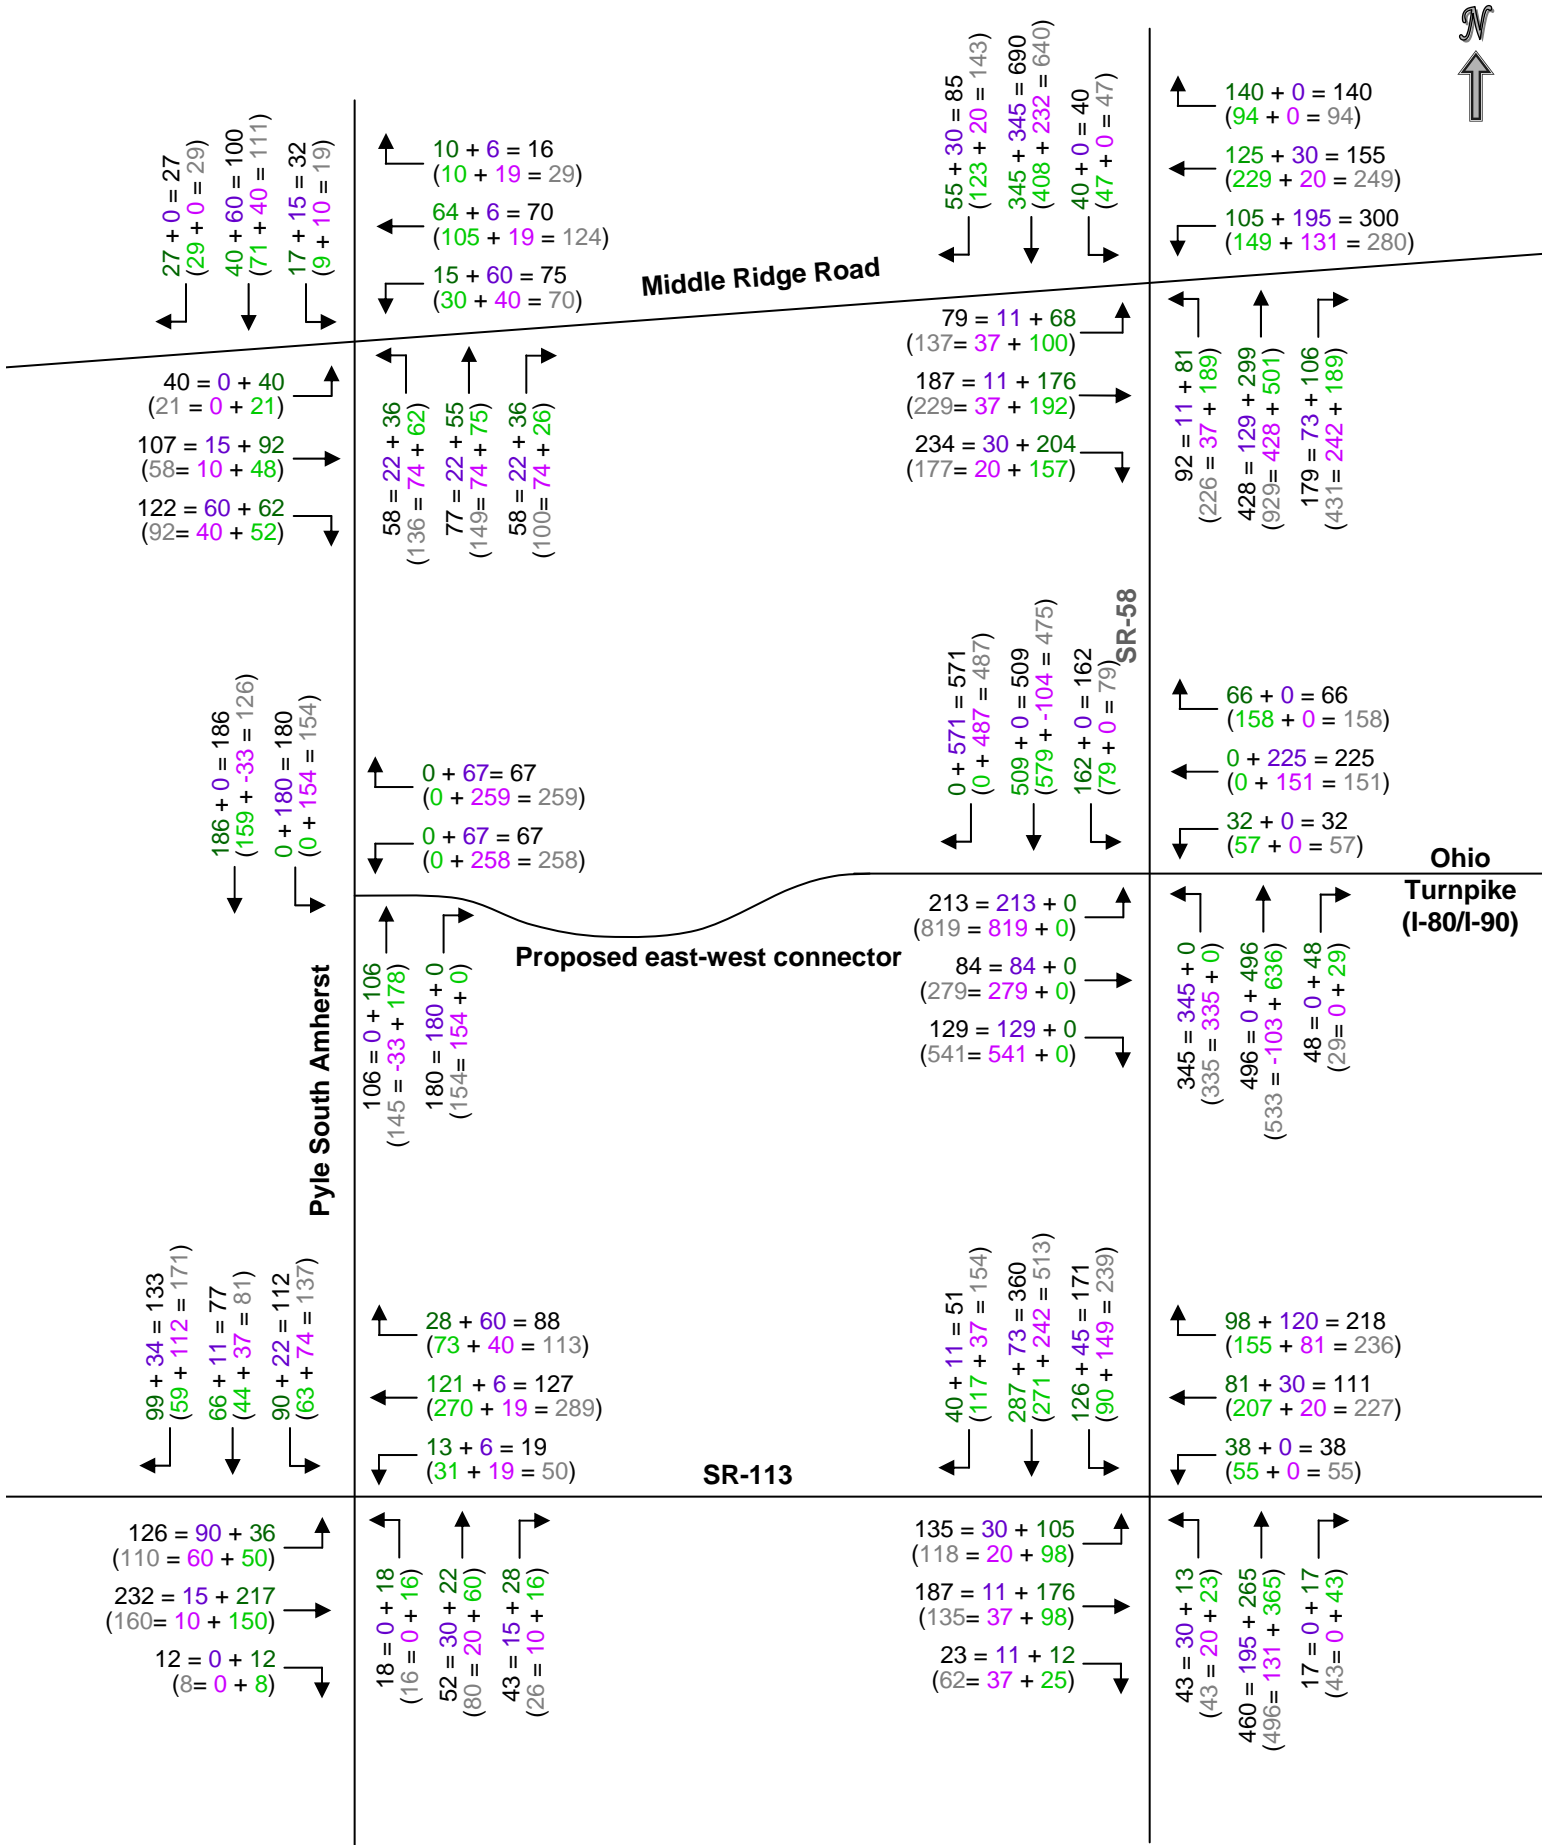 N
27 + 0 = 27
(29 + 0 = 29)
40 + 60 = 100
(71 + 40 = 111)
17 + 15 = 32
(9 + 10 = 19)
10 + 6 = 16
(10 + 19 = 29)
64 + 6 = 70
(105 + 19 = 124)
15 + 60 = 75
(30 + 40 = 70)
55 + 30 = 85
(123 + 20 = 143)
345 + 345 = 690
(408 + 232 = 640)
40 + 0 = 40
(47 + 0 = 47)
140 + 0 = 140
(94 + 0 = 94)
125 + 30 = 155
(229 + 20 = 249)
105 + 195 = 300
(149 + 131 = 280)
Middle Ridge Road
40 = 0 + 40
(21 = 0 + 21)
107 = 15 + 92
(58= 10 + 48)
122 = 60 + 62
(92= 40 + 52)
58 = 22 + 36
(136 = 74 + 62)
77 = 22 + 55
(149= 74 + 75)
58 = 22 + 36
(100= 74 + 26)
79 = 11 + 68
(137= 37 + 100)
187 = 11 + 176
(229= 37 + 192)
234 = 30 + 204
(177= 20 + 157)
92 = 11 + 81
(226 = 37 + 189)
428 = 129 + 299
(929= 428 + 501)
179 = 73 + 106
(431= 242 + 189)
SR-58
186 + 0 = 186
(159 + -33 = 126)
0 + 180 = 180
(0 + 154 = 154)
0 + 67= 67
(0 + 259 = 259)
0 + 67 = 67
(0 + 258 = 258)
0 + 571 = 571
(0 + 487 = 487)
509 + 0 = 509
(579 + -104 = 475)
162 + 0 = 162
(79 + 0 = 79)
66 + 0 = 66
(158 + 0 = 158)
0 + 225 = 225
(0 + 151 = 151)
32 + 0 = 32
(57 + 0 = 57)
Ohio
Turnpike
(I-80/I-90)
Proposed east-west connector
Pyle South Amherst
106 = 0 + 106
(145 = -33 + 178)
180 = 180 + 0
(154= 154 + 0)
213 = 213 + 0
(819 = 819 + 0)
84 = 84 + 0
(279= 279 + 0)
129 = 129 + 0
(541= 541 + 0)
345 = 345 + 0
(335 = 335 + 0)
496 = 0 + 496
(533 = -103 + 636)
48 = 0 + 48
(29= 0 + 29)
99 + 34 = 133
(59 + 112 = 171)
66 + 11 = 77
(44 + 37 = 81)
90 + 22 = 112
(63 + 74 = 137)
28 + 60 = 88
(73 + 40 = 113)
121 + 6 = 127
(270 + 19 = 289)
13 + 6 = 19
(31 + 19 = 50)
40 + 11 = 51
(117 + 37 = 154)
287 + 73 = 360
(271 + 242 = 513)
126 + 45 = 171
(90 + 149 = 239)
98 + 120 = 218
(155 + 81 = 236)
81 + 30 = 111
(207 + 20 = 227)
38 + 0 = 38
(55 + 0 = 55)
SR-113
126 = 90 + 36
(110 = 60 + 50)
232 = 15 + 217
(160= 10 + 150)
12 = 0 + 12
(8= 0 + 8)
18 = 0 + 18
(16 = 0 + 16)
52 = 30 + 22
(80 = 20 + 60)
43 = 15 + 28
(26 = 10 + 16)
135 = 30 + 105
(118 = 20 + 98)
187 = 11 + 176
(135= 37 + 98)
23 = 11 + 12
(62= 37 + 25)
43 = 30 + 13
(43 = 20 + 23)
460 = 195 + 265
(496= 131 + 365)
17 = 0 + 17
(43= 0 + 43)